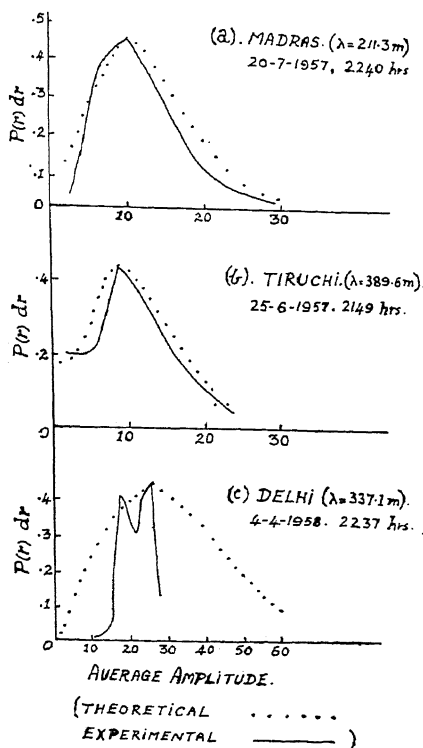 (a). MADRAS. (λ=211.3m)
20-7-1957, 2240 hrs
P(r) dr
.5
.4
.3
.2
.1
0
10
20
30
(b). TIRUCHI. (λ=389.6m).
25-6-1957. 2149 hrs.
P(r) dr
.4
.2
0
10
20
30
(c) DELHI (λ=337.1m).
4-4-1958. 2237 hrs.
P(r) dr
.4
.3
.2
.1
0
10
20
30
40
50
60
AVERAGE AMPLITUDE.
(THEORETICAL . . . . . .
EXPERIMENTAL ———)